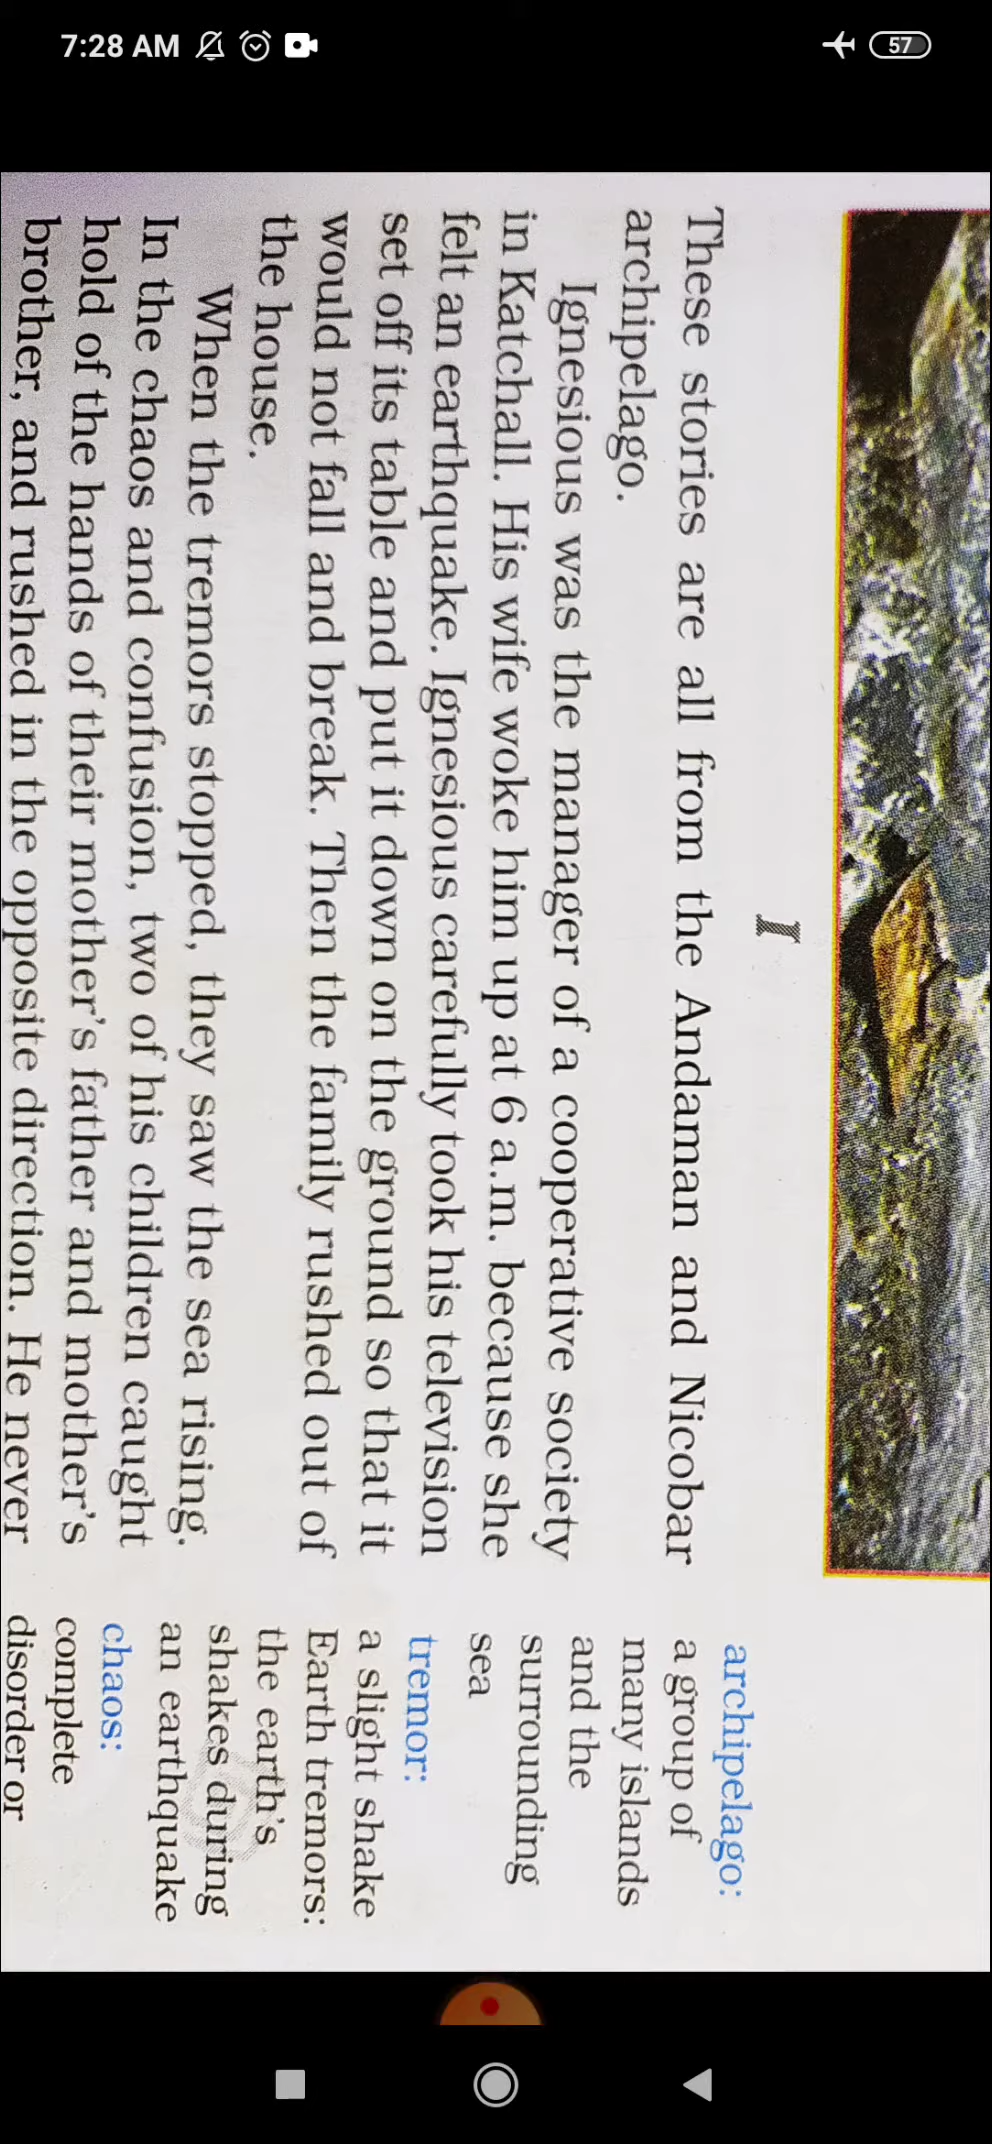 7:28 AM
57
I
These stories are all from the Andaman and Nicobar
archipelago.
Ignesious was the manager of a cooperative society
in Katchall. His wife woke him up at 6 a.m. because she
felt an earthquake. Ignesious carefully took his television
set off its table and put it down on the ground so that it
would not fall and break. Then the family rushed out of
the house.
When the tremors stopped, they saw the sea rising.
In the chaos and confusion, two of his children caught
hold of the hands of their mother's father and mother's
brother, and rushed in the opposite direction. He never
archipelago:
a group of
many islands
and the
surrounding
sea
tremor:
a slight shake
Earth tremors:
the earth's
shakes during
an earthquake
chaos:
complete
disorder or